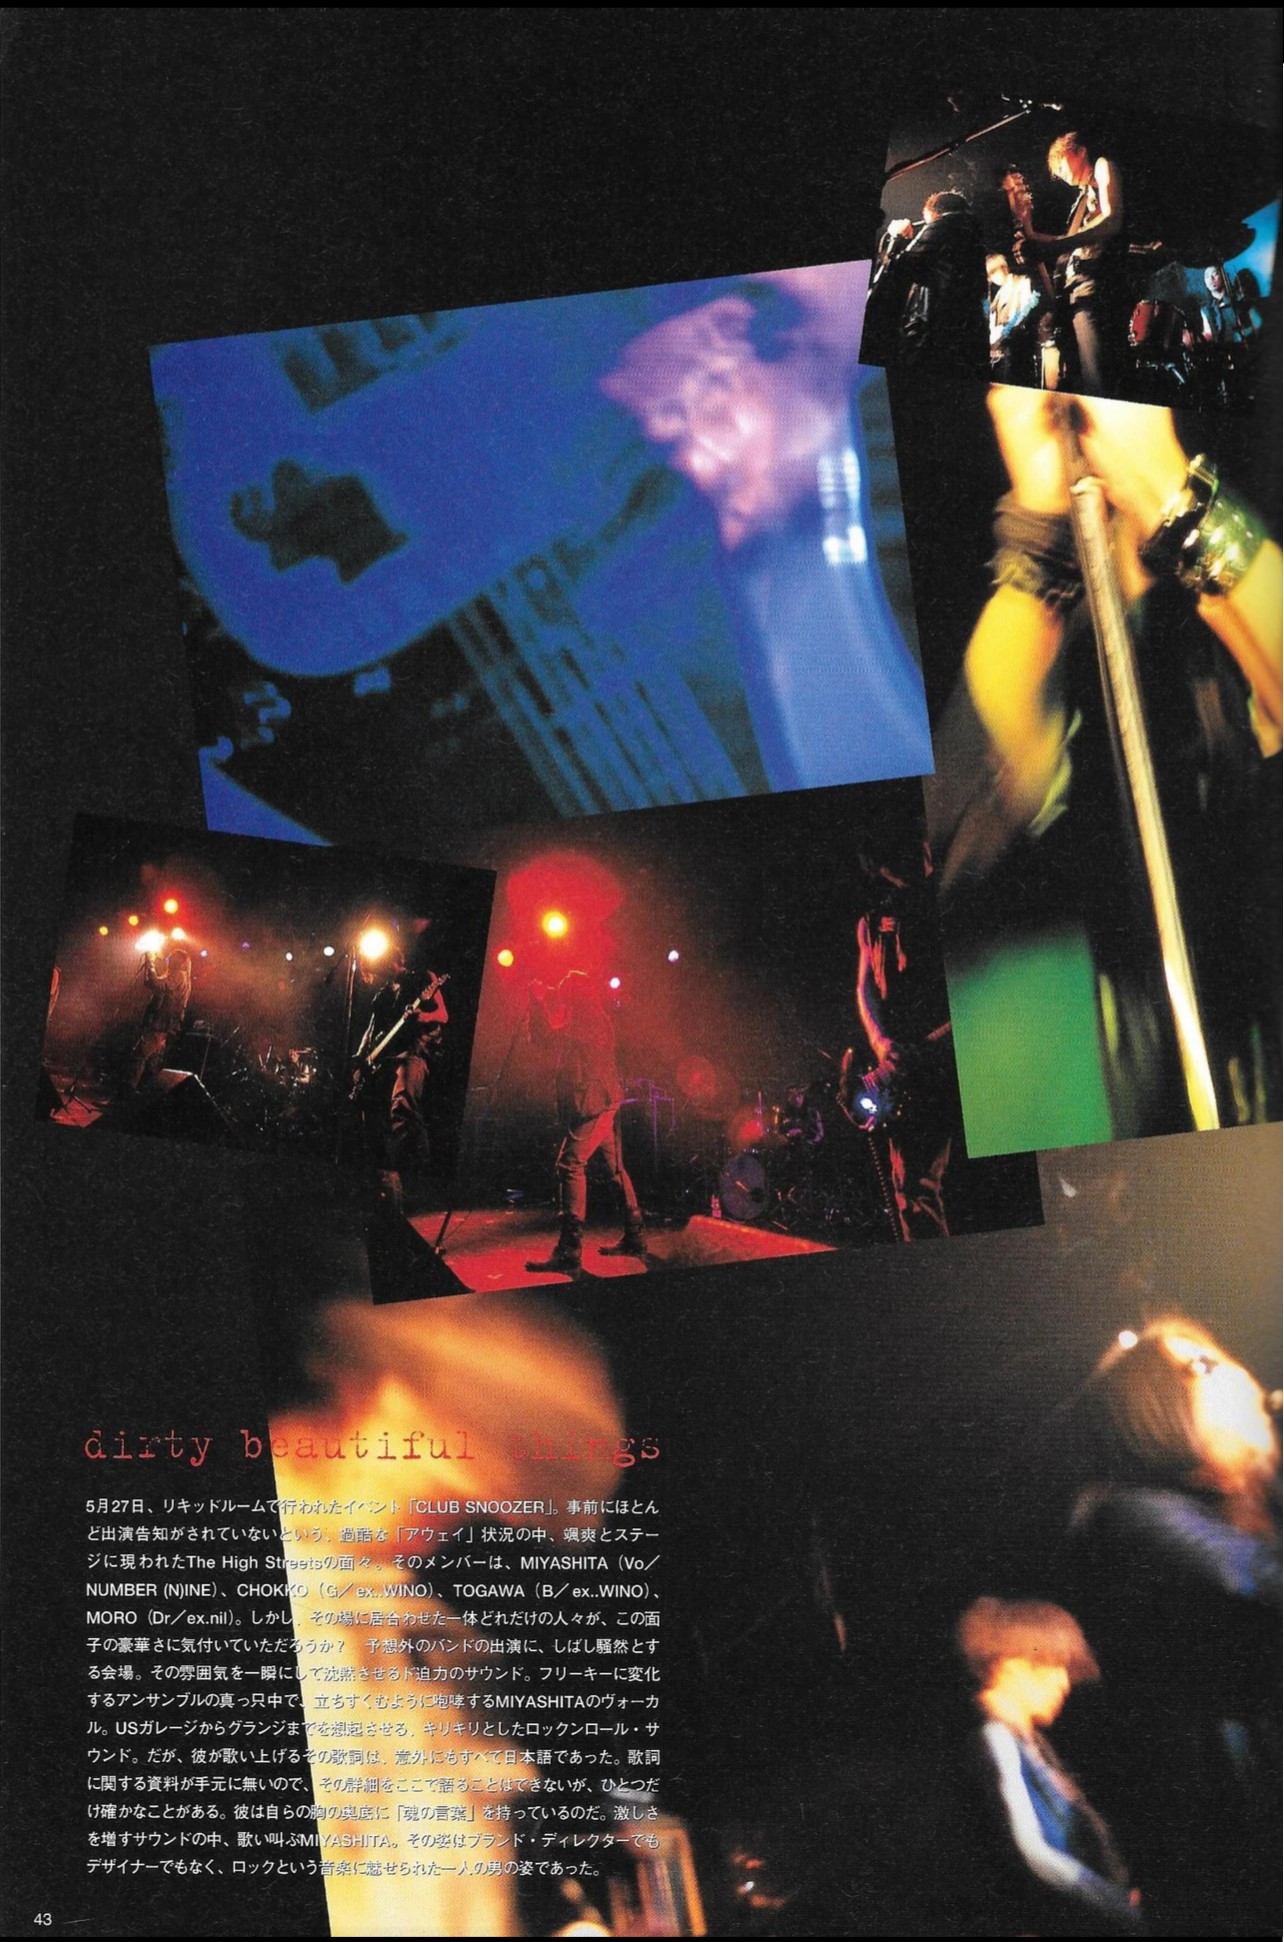 dirty beautiful things
5月27日、リキッドルームで行われたイベント「CLUB SNOOZER」。事前にほとん
ど出演告知がされていないという、過酷な「アウェイ」状況の中、颯爽とステー
ジに現われたThe High Streetsの面々。そのメンバーは、MIYASHITA（Vo／
NUMBER (N)INE）、CHOKKO（G／ex..WINO）、TOGAWA（B／ex..WINO）、
MORO（Dr／ex.nil）。しかし、その場に居合わせた一体どれだけの人々が、この面
子の豪華さに気付いていただろうか？　予想外のバンドの出演に、しばし騒然とす
る会場。その雰囲気を一瞬にして沈黙させるド迫力のサウンド。フリーキーに変化
するアンサンブルの真っ只中で、立ちすくむように咆哮するMIYASHITAのヴォーカ
ル。USガレージからグランジまでを想起させる、キリキリとしたロックンロール・サ
ウンド。だが、彼が歌い上げるその歌詞は、意外にもすべて日本語であった。歌詞
に関する資料が手元に無いので、その詳細をここで語ることはできないが、ひとつだ
け確かなことがある。彼は自らの胸の奥底に「魂の言葉」を持っているのだ。激しさ
を増すサウンドの中、歌い叫ぶMIYASHITA。その姿はブランド・ディレクターでも
デザイナーでもなく、ロックという音楽に魅せられた一人の男の姿であった。
43